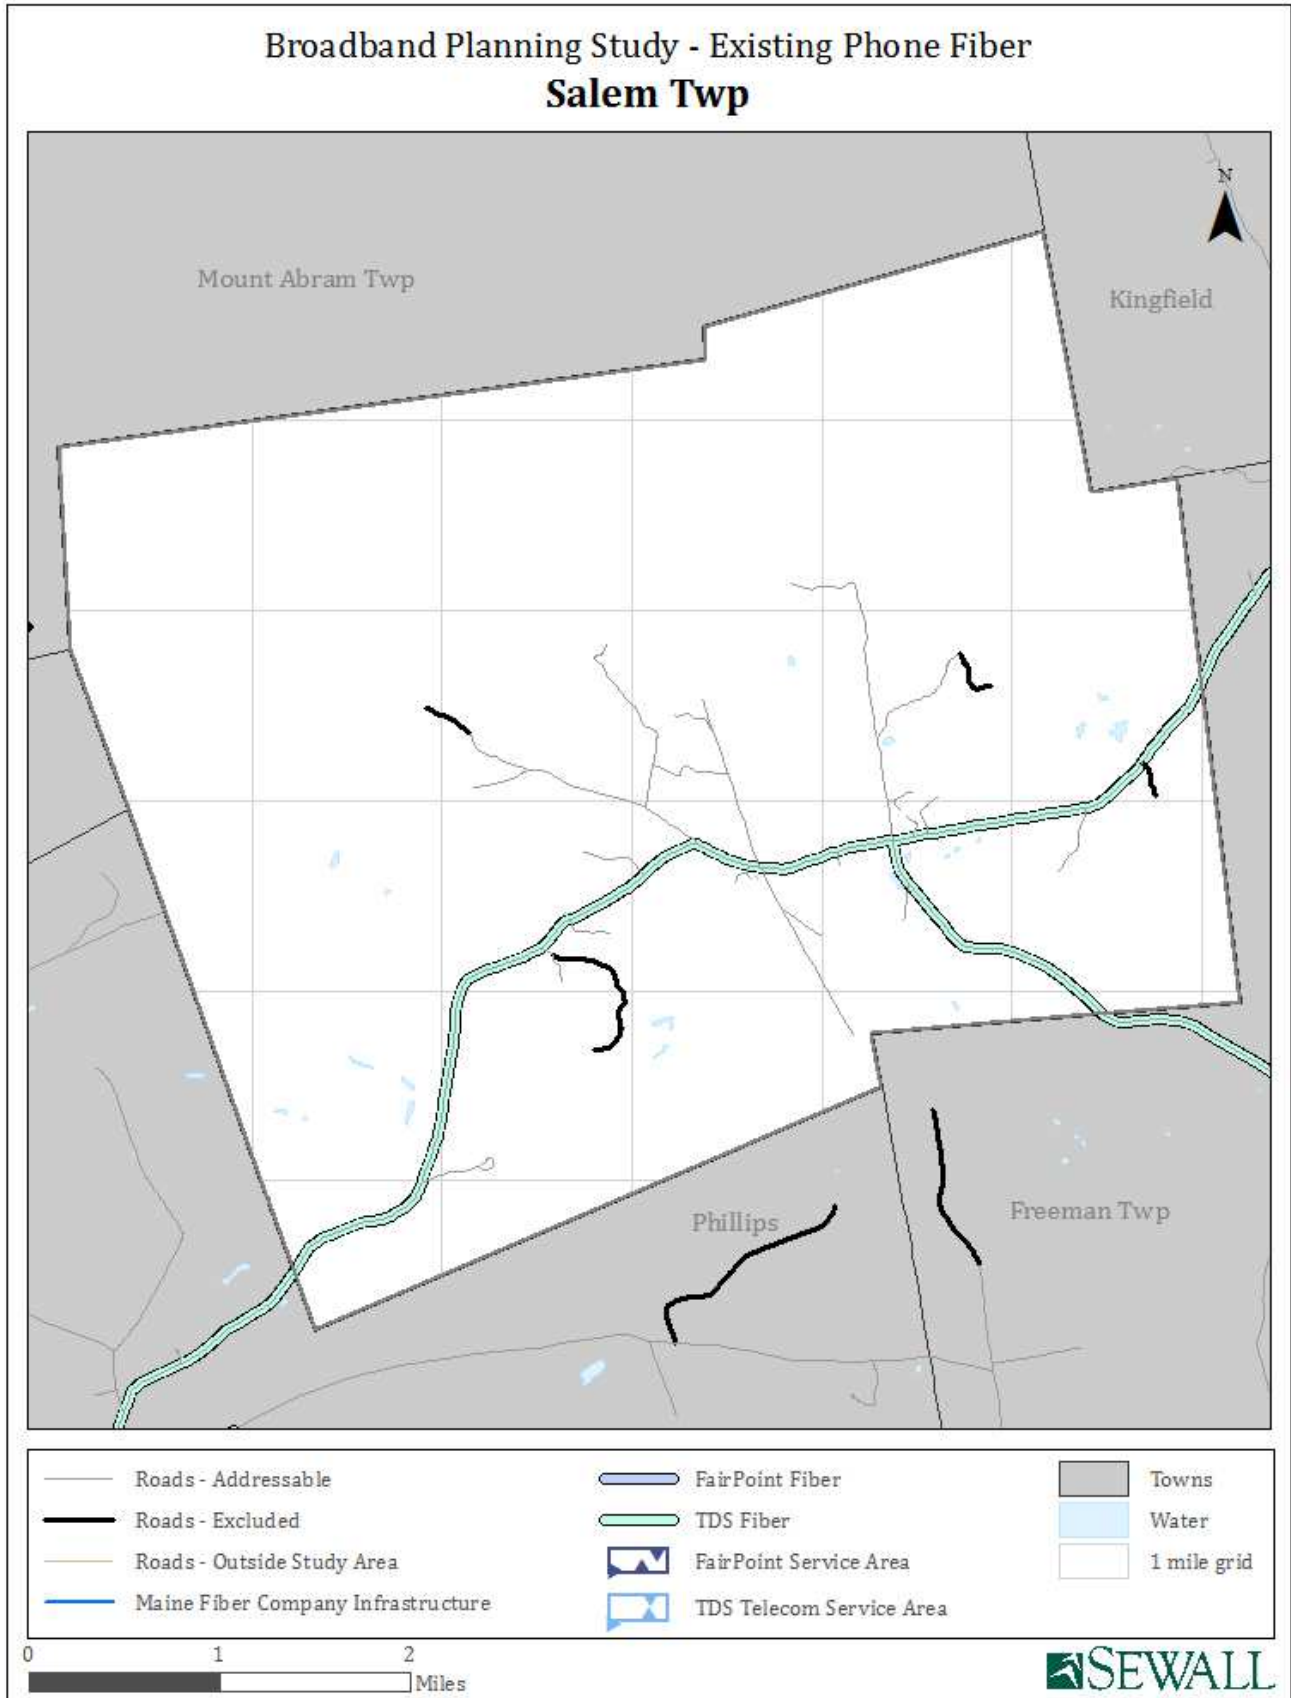 Broadband Planning Study - Existing Phone Fiber
Salem Twp
N
Mount Abram Twp
Kingfield
Phillips
Freeman Twp
Roads - Addressable
Roads - Excluded
Roads - Outside Study Area
Maine Fiber Company Infrastructure
FairPoint Fiber
TDS Fiber
FairPoint Service Area
TDS Telecom Service Area
Towns
Water
1 mile grid
0 1 2
Miles
SEWALL